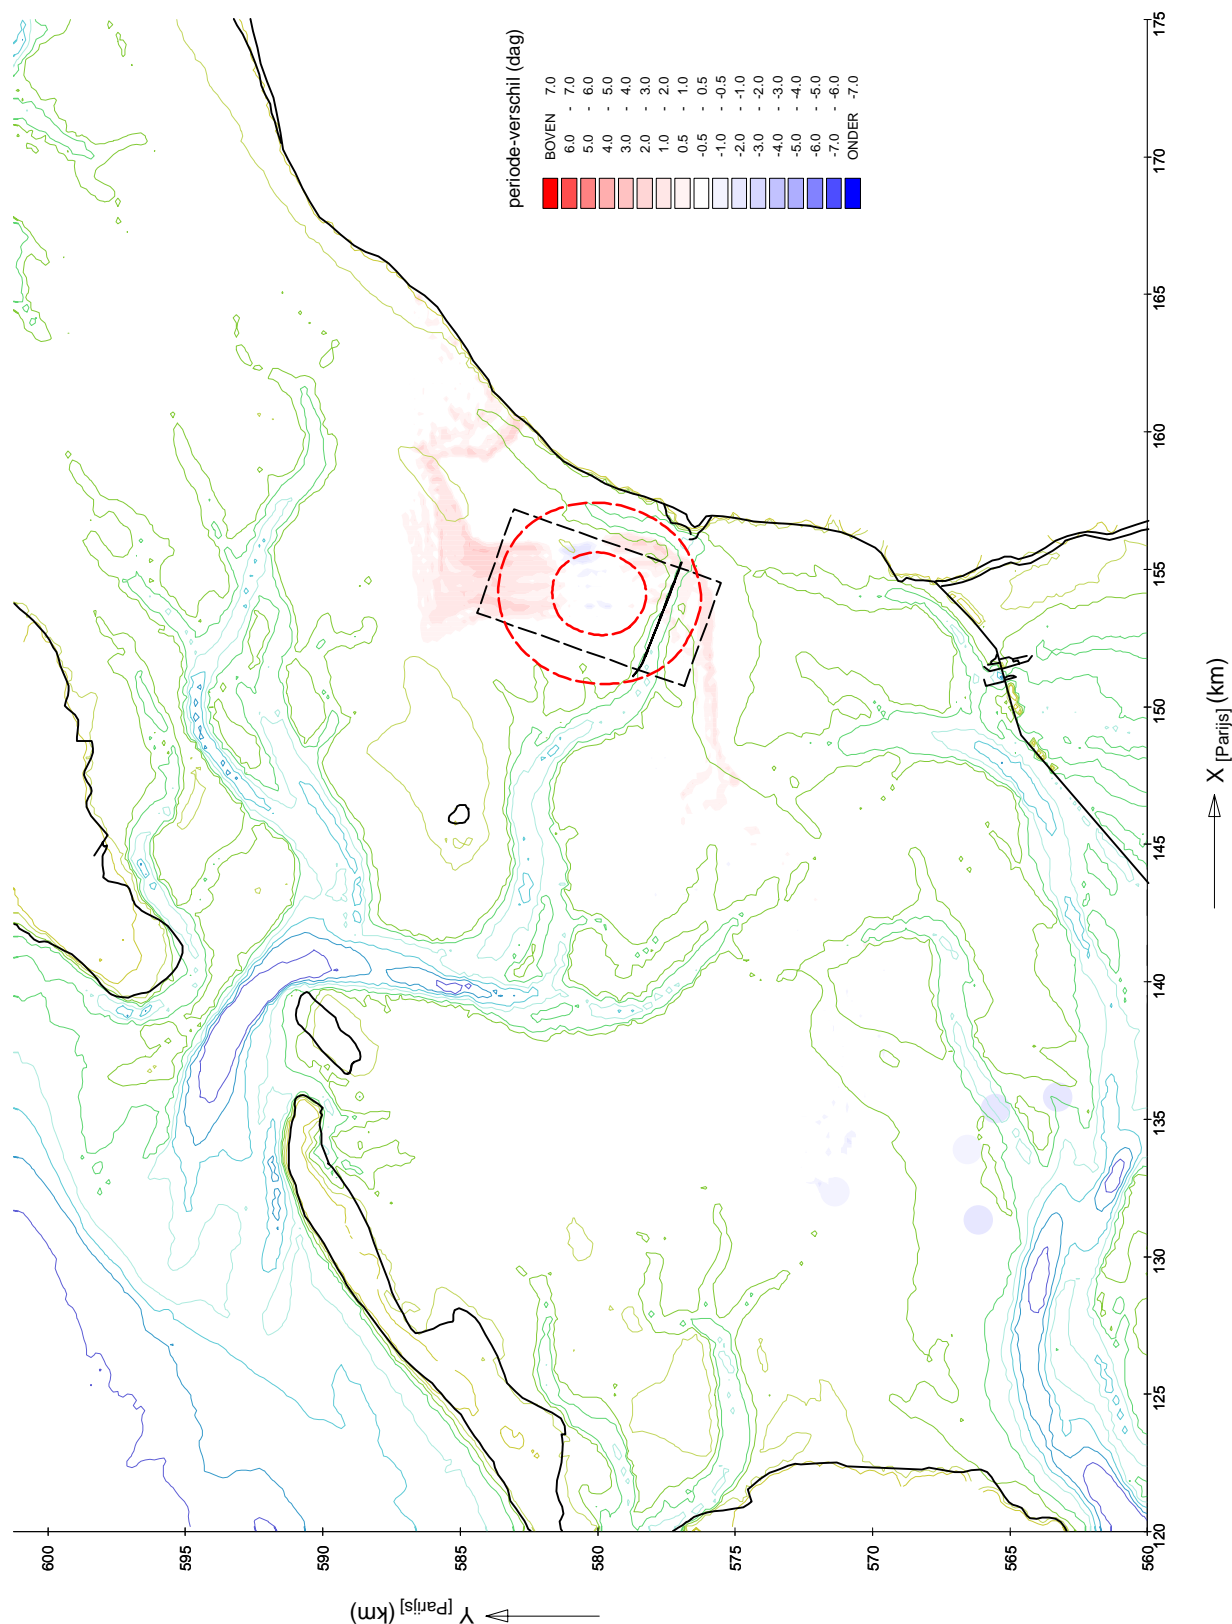 periode-verschil (dag)
BOVEN 7.0
6.0 - 7.0
5.0 - 6.0
4.0 - 5.0
3.0 - 4.0
2.0 - 3.0
1.0 - 2.0
0.5 - 1.0
-0.5 - 0.5
-1.0 - -0.5
-2.0 - -1.0
-3.0 - -2.0
-4.0 - -3.0
-5.0 - -4.0
-6.0 - -5.0
-7.0 - -6.0
ONDER -7.0
600
595
590
585
580
575
570
565
560
Y [Parijs] (km)
120
125
130
135
140
145
150
155
160
165
170
175
X [Parijs] (km)